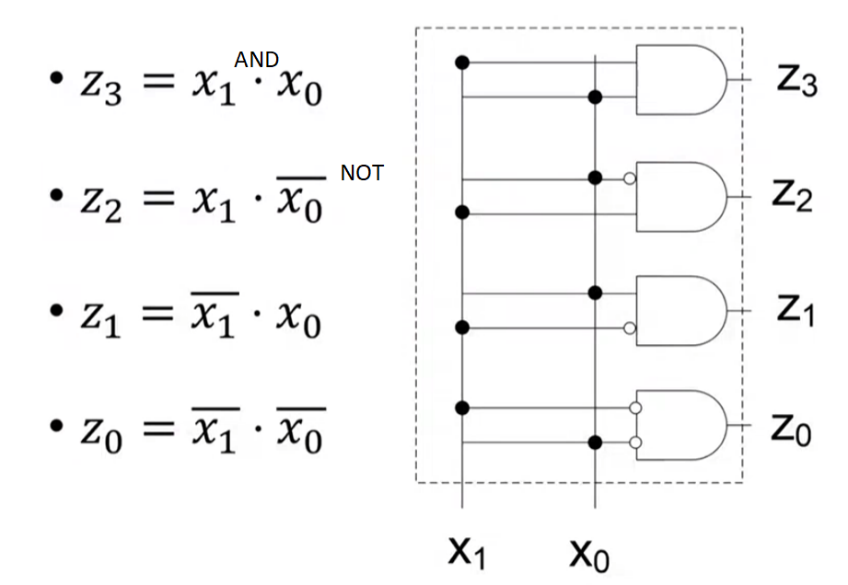 AND
• z₃ = x₁ · x₀
NOT
• z₂ = x₁ · x̅₀
• z₁ = x̅₁ · x₀
• z₀ = x̅₁ · x̅₀
Z₃
Z₂
Z₁
Z₀
X₁ X₀